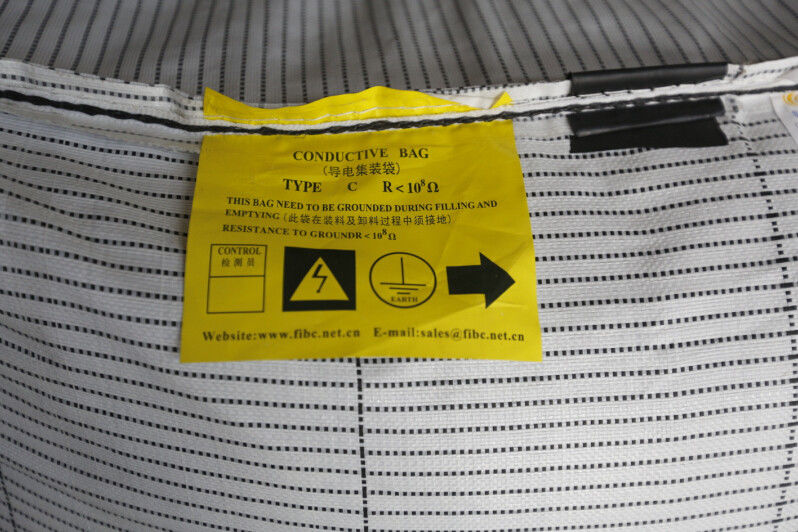 CONDUCTIVE BAG
(导电集装袋)
TYPE C R<10⁸Ω
THIS BAG NEED TO BE GROUNDED DURING FILLING AND
EMPTYING (此袋在装料及卸料过程中须接地)
RESISTANCE TO GROUNDR<10⁸Ω
CONTROL
检测员
EARTH
Website:www.fibc.net.cn E-mail:sales@fibc.net.cn